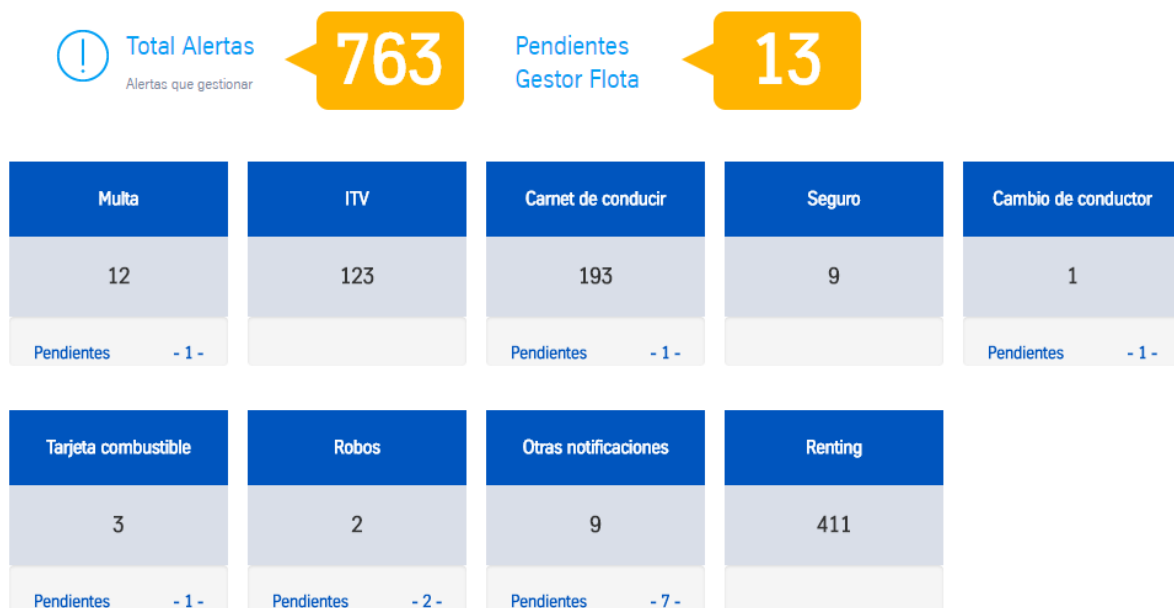 Total Alertas
Alertas que gestionar
763
Pendientes
Gestor Flota
13
Multa
12
Pendientes - 1 -
ITV
123
Carnet de conducir
193
Pendientes - 1 -
Seguro
9
Cambio de conductor
1
Pendientes - 1 -
Tarjeta combustible
3
Pendientes - 1 -
Robos
2
Pendientes - 2 -
Otras notificaciones
9
Pendientes - 7 -
Renting
411